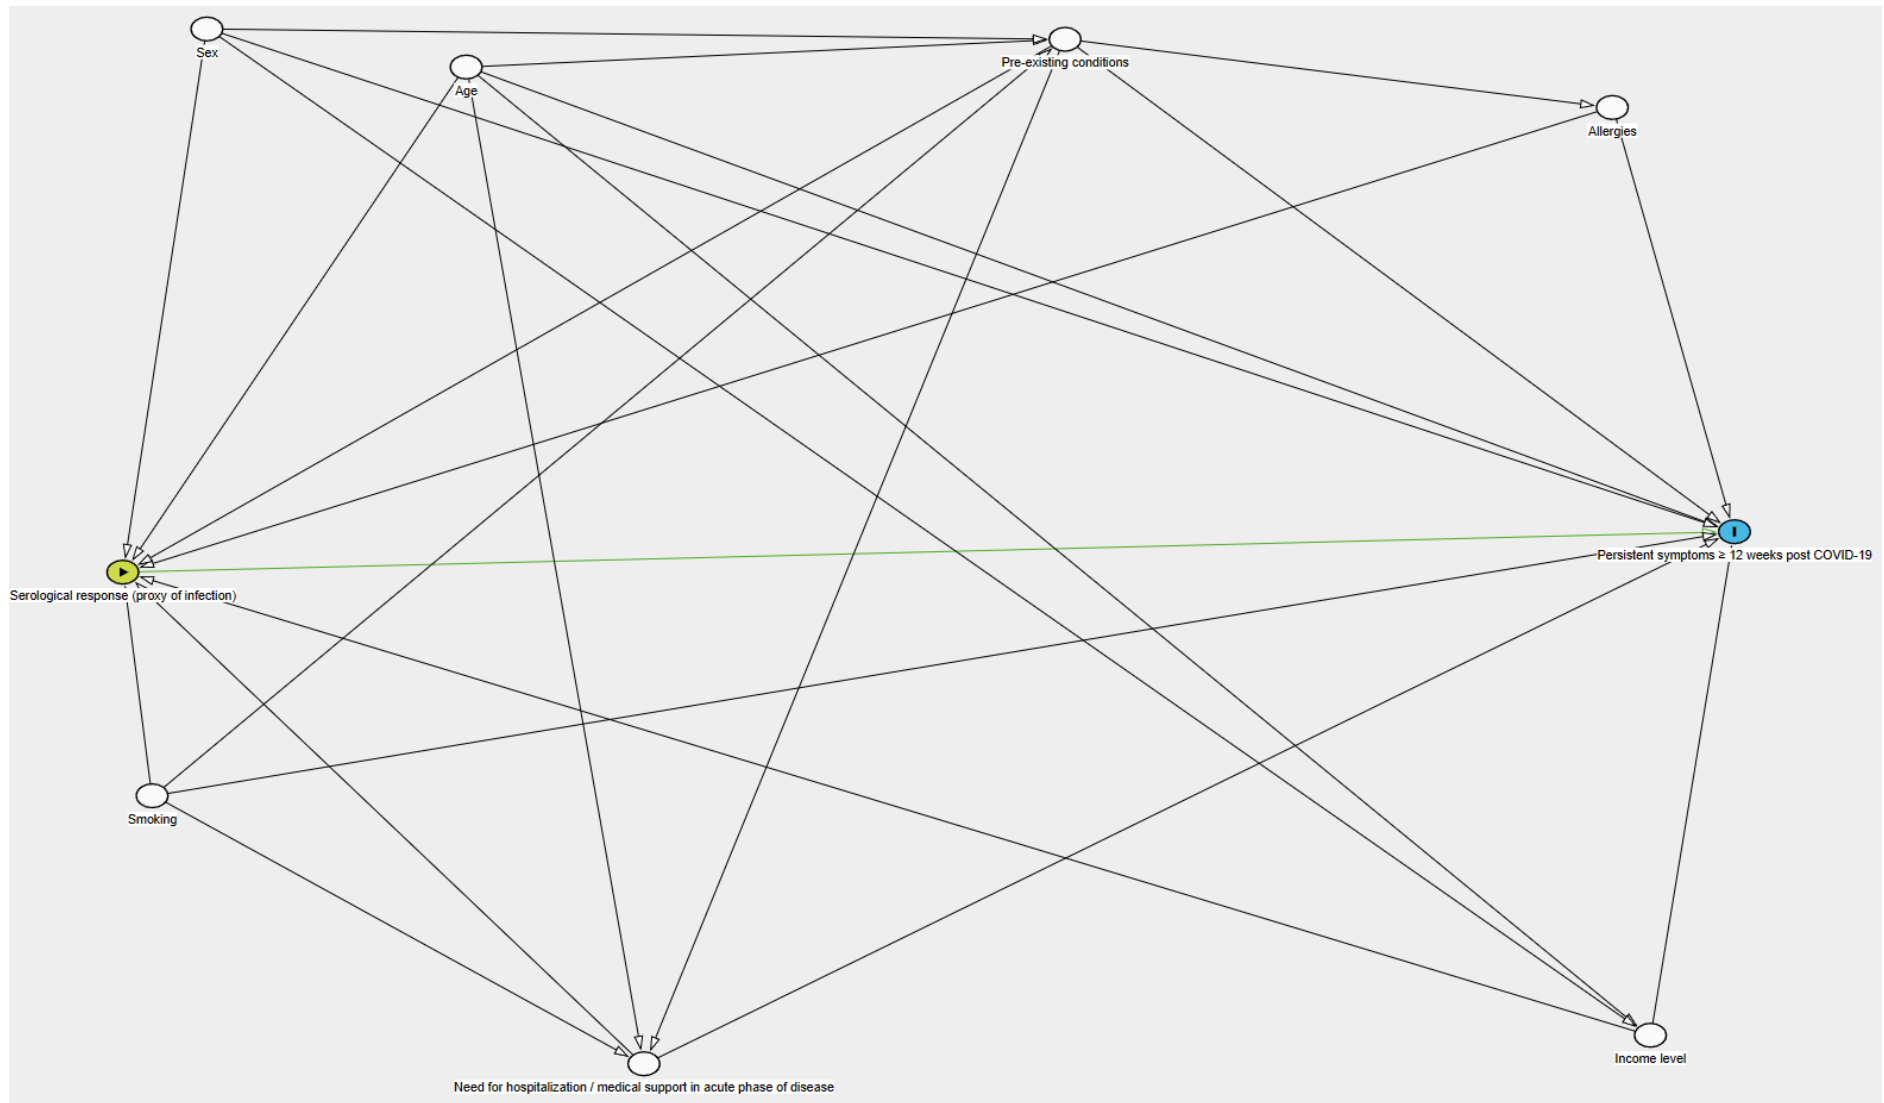 Sex
Pre-existing conditions
Age
Allergies
Persistent symptoms ≥ 12 weeks post COVID-19
Serological response (proxy of infection)
Smoking
Income level
Need for hospitalization / medical support in acute phase of disease